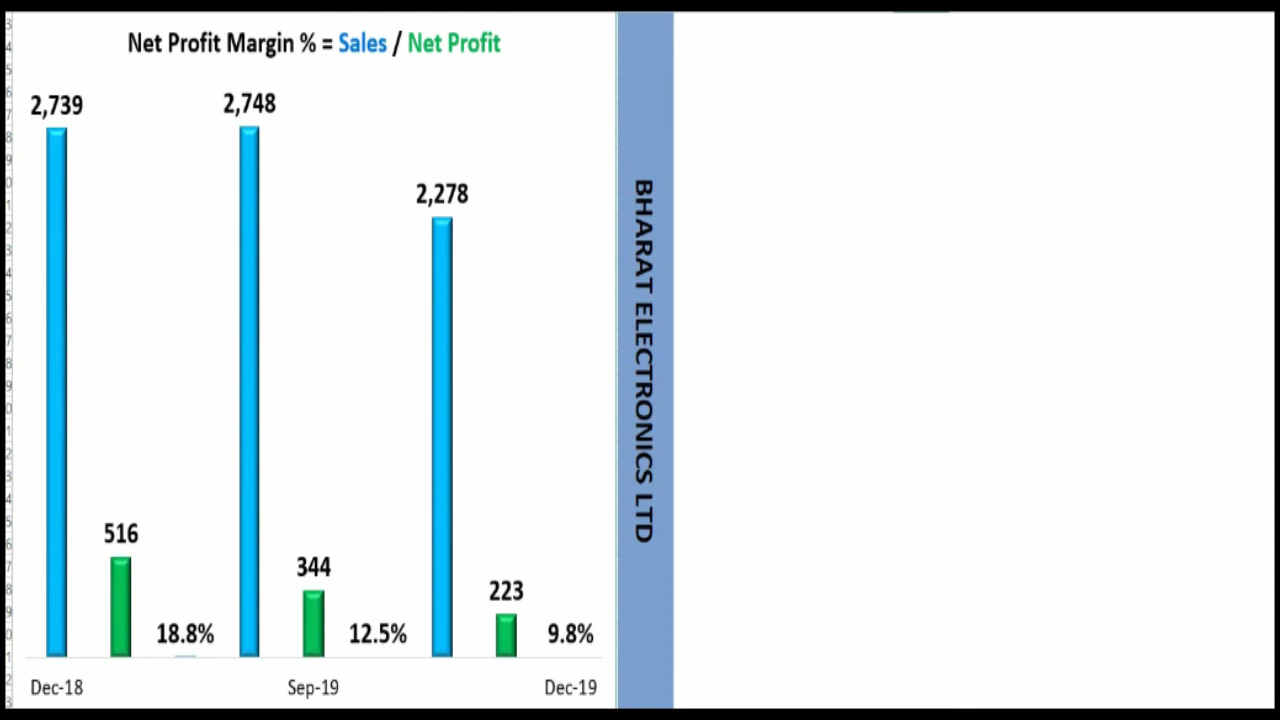 Net Profit Margin % = Sales / Net Profit
2,739
2,748
2,278
516
344
223
18.8%
12.5%
9.8%
Dec-18
Sep-19
Dec-19
BHARAT ELECTRONICS LTD